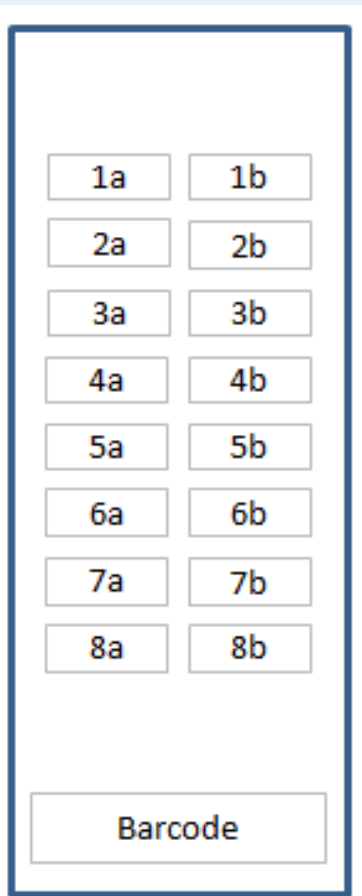 1a 1b
2a 2b
3a 3b
4a 4b
5a 5b
6a 6b
7a 7b
8a 8b
Barcode